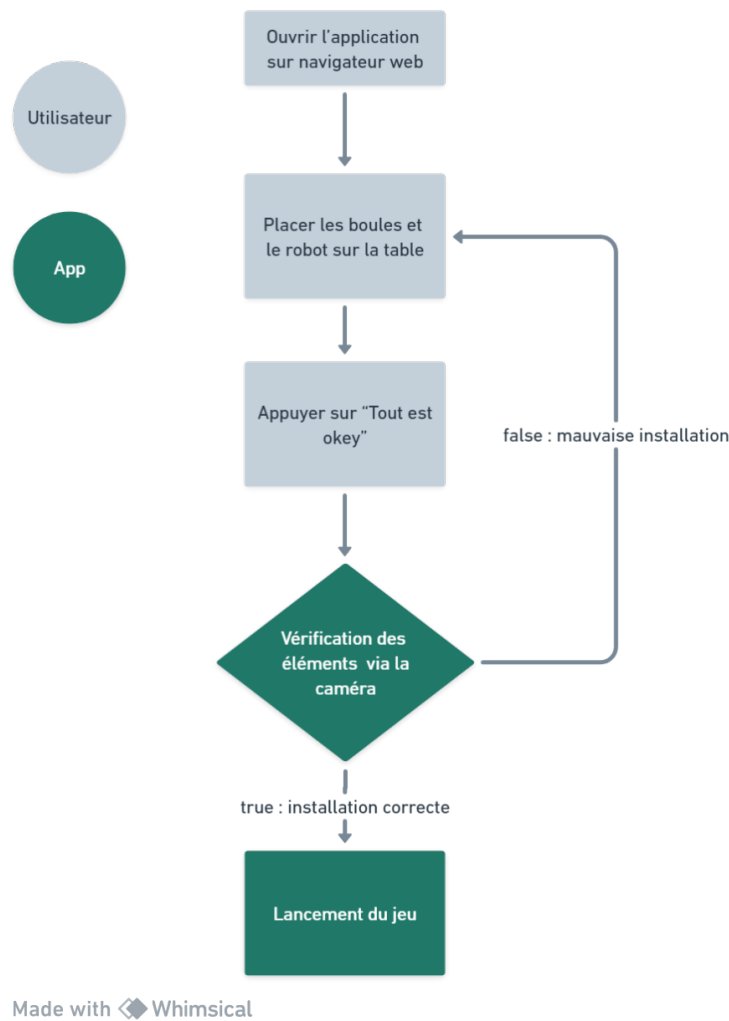 Ouvrir l’application
sur navigateur web
Utilisateur
Placer les boules et
le robot sur la table
App
Appuyer sur “Tout est
okey”
false : mauvaise installation
Vérification des
éléments via la
caméra
true : installation correcte
Lancement du jeu
Made with Whimsical